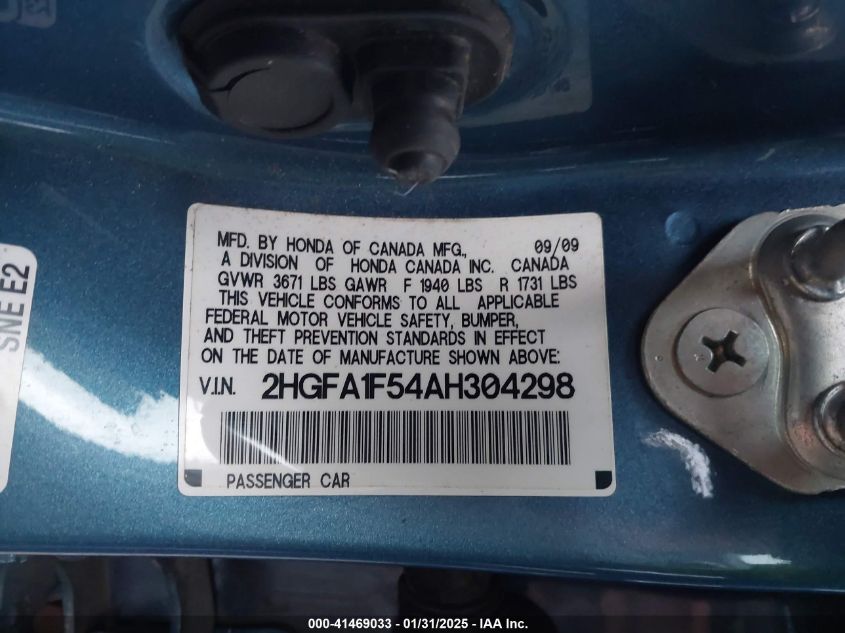 MFD. BY HONDA OF CANADA MFG., 09/09
A DIVISION OF HONDA CANADA INC. CANADA
GVWR 3671 LBS GAWR F 1940 LBS R 1731 LBS
THIS VEHICLE CONFORMS TO ALL APPLICABLE
FEDERAL MOTOR VEHICLE SAFETY, BUMPER,
AND THEFT PREVENTION STANDARDS IN EFFECT
ON THE DATE OF MANUFACTURE SHOWN ABOVE:
V.I.N. 2HGFA1F54AH304298
PASSENGER CAR
SNE E2
000-41469033 - 01/31/2025 - IAA Inc.